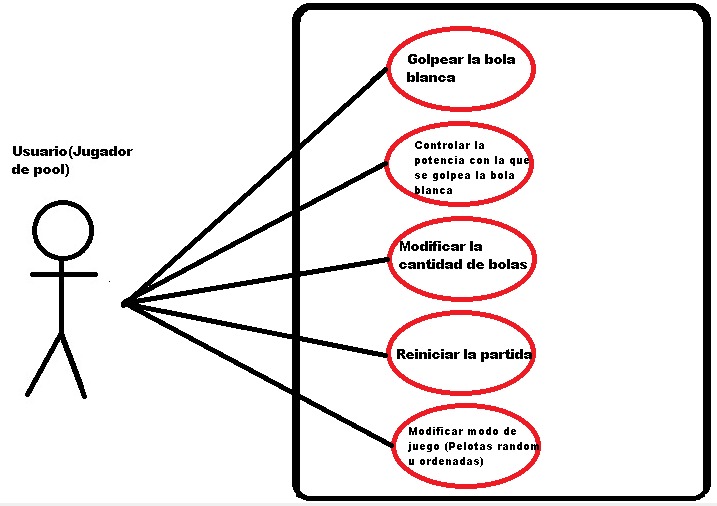 Usuario(Jugador
de pool)
Golpear la bola
blanca
Controlar la
potencia con la que
se golpea la bola
blanca
Modificar la
cantidad de bolas
Reiniciar la partida
Modificar modo de
juego (Pelotas random
u ordenadas)